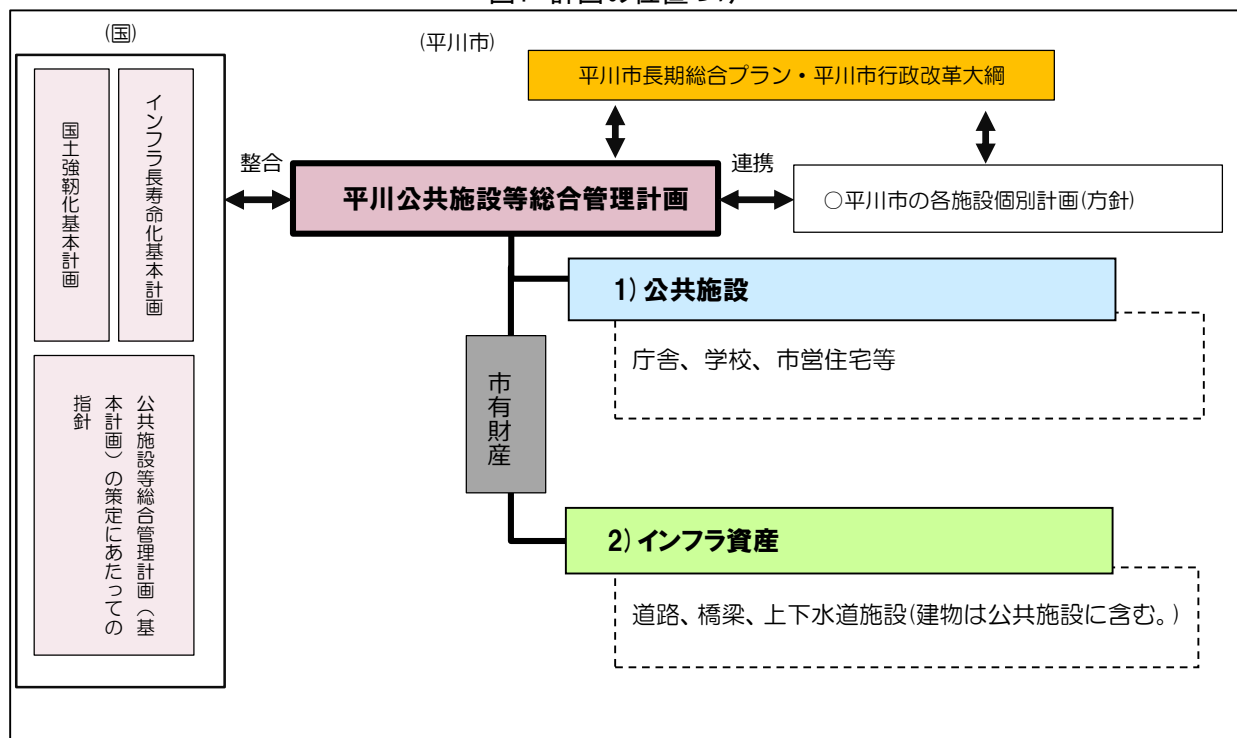 (国)
(平川市)
平川市長期総合プラン・平川市行政改革大綱
インフラ長寿命化基本計画
国土強靱化基本計画
整合
平川公共施設等総合管理計画
連携
○平川市の各施設個別計画(方針)
1) 公共施設
庁舎、学校、市営住宅等
公共施設等総合管理計画（基
本計画）の策定にあたっての
指針
市有財産
2) インフラ資産
道路、橋梁、上下水道施設(建物は公共施設に含む。)